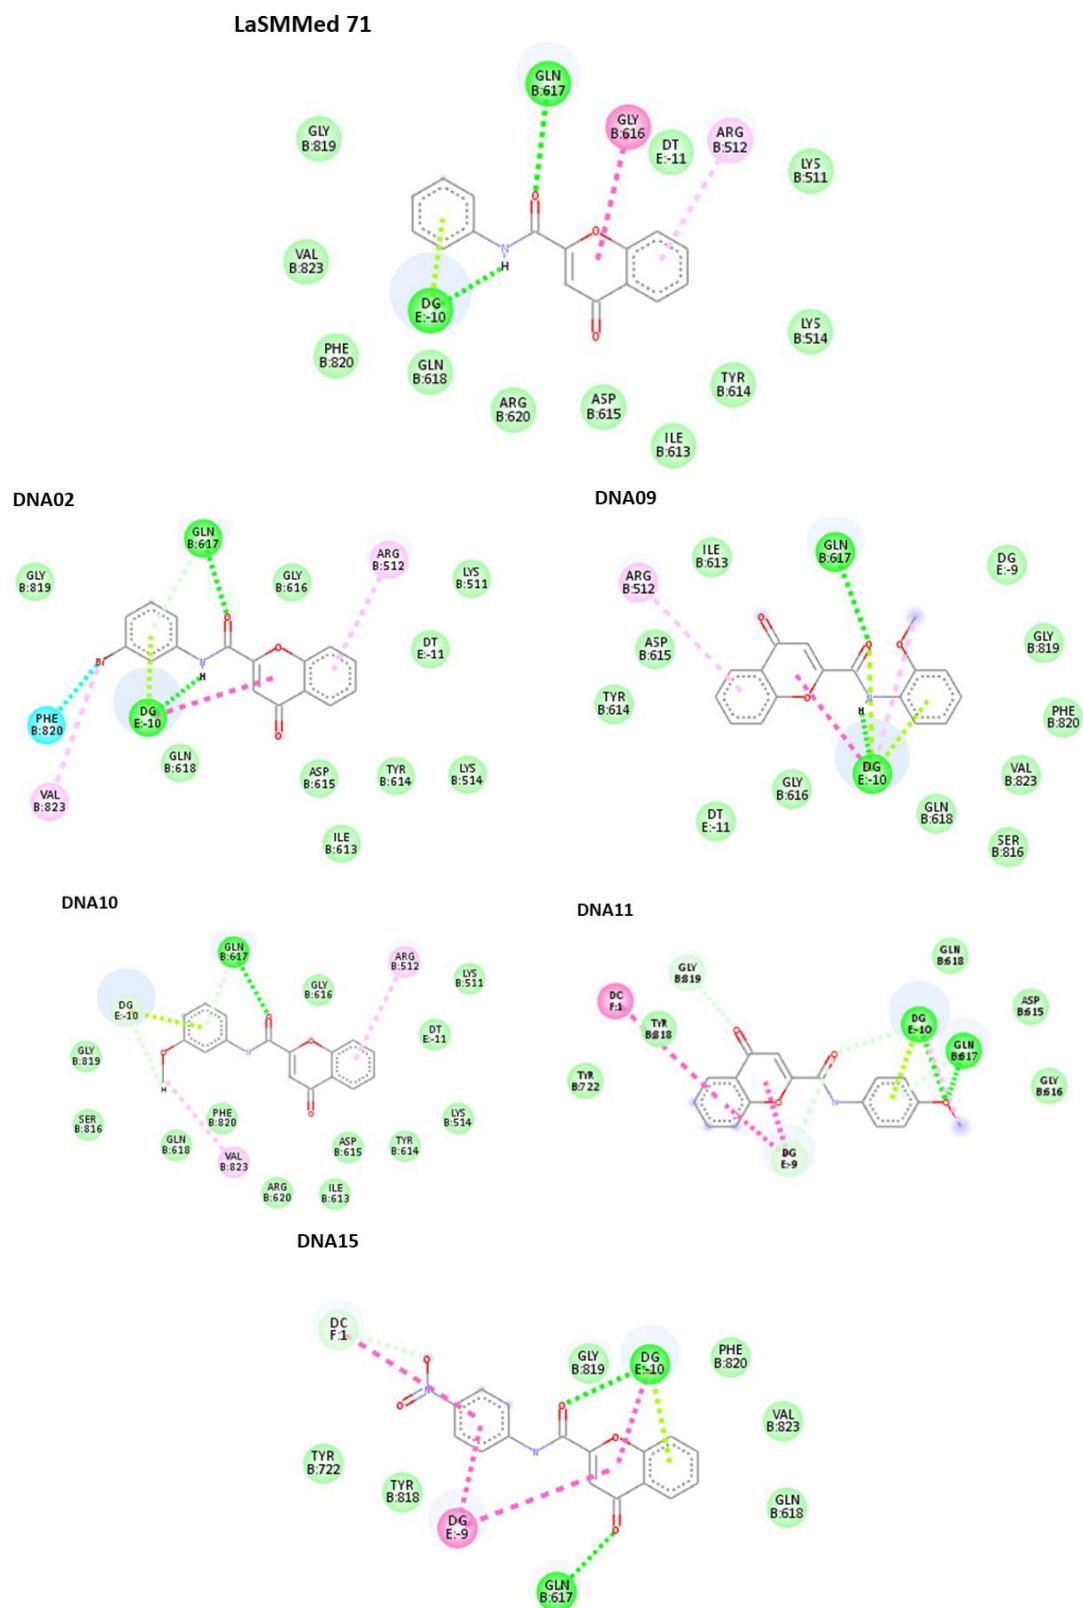 LaSMMed 71
GLN
B:617
GLY
B:819
GLY
B:616
DT
E:-11
ARG
B:512
LYS
B:511
O
O
N
H
VAL
B:823
DG
E:-10
O
PHE
B:820
GLN
B:618
LYS
B:514
ARG
B:620
ASP
B:615
TYR
B:614
ILE
B:613
DNA02
GLN
B:617
GLY
B:819
GLY
B:616
ARG
B:512
LYS
B:511
O
O
DT
E:-11
Br
N
H
PHE
B:820
DG
E:-10
O
GLN
B:618
VAL
B:823
ASP
B:615
TYR
B:614
LYS
B:514
ILE
B:613
DNA09
ILE
B:613
GLN
B:617
DG
E:-9
ARG
B:512
O
O
O
ASP
B:615
GLY
B:819
TYR
B:614
O
N
H
PHE
B:820
GLY
B:616
DG
E:-10
VAL
B:823
DT
E:-11
GLN
B:618
SER
B:816
DNA10
GLN
B:617
ARG
B:512
DG
E:-10
GLY
B:616
LYS
B:511
O
O
DT
E:-11
GLY
B:819
O
N
H
O
SER
B:816
PHE
B:820
GLN
B:618
VAL
B:823
ASP
B:615
TYR
B:614
LYS
B:514
ARG
B:620
ILE
B:613
DNA11
GLY
B:819
GLN
B:618
DC
F:1
TYR
B:818
O
O
DG
E:-10
ASP
B:615
GLN
B:617
TYR
B:722
GLY
B:616
O
N
O
DG
E:-9
DNA15
DC
F:1
O
N
O
GLY
B:819
DG
E:-10
PHE
B:820
O
O
N
VAL
B:823
TYR
B:722
TYR
B:818
GLN
B:618
DG
E:-9
O
GLN
B:617